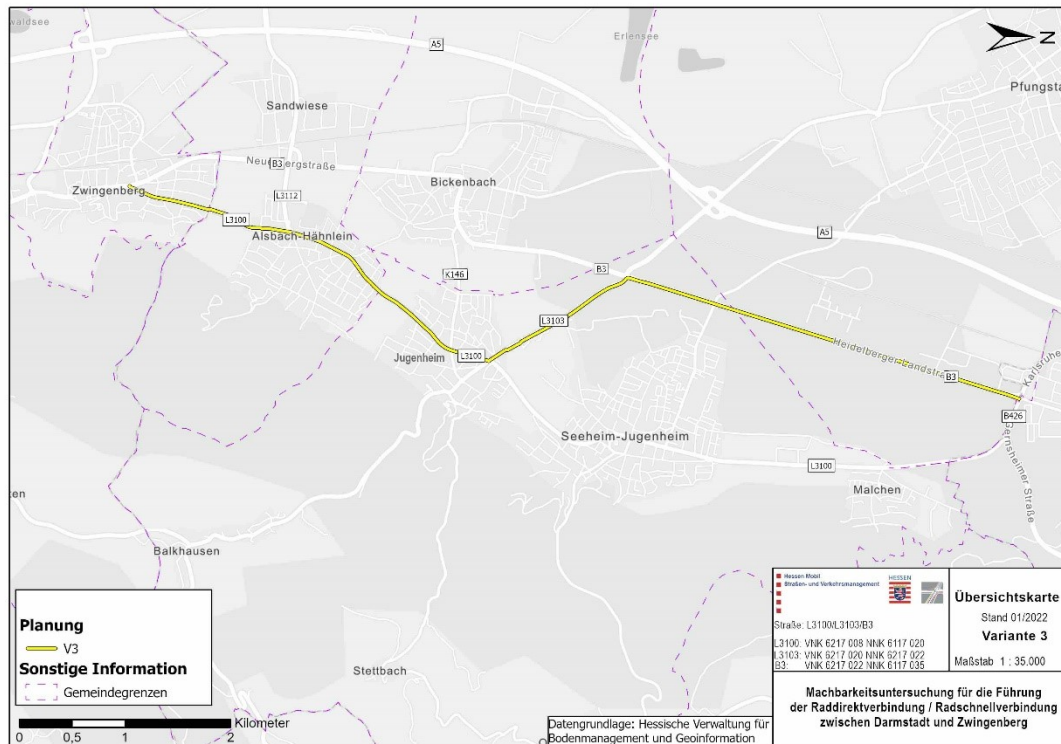 waldsee
Erlensee
A5
N
Pfungsta
Sandwiese
B3
Bickenbach
Zwingenberg
L3112
L3100
A5
Alsbach-Hähnlein
K146
B3
L3103
Jugenheim
L3100
Heidelberger Landstra
B3
Karlsruhe
B426
Seeheim-Jugenheim
L3100
Gernsheimer Straße
Malchen
ten
Balkhausen
Stettbach
Planung
V3
Sonstige Information
Gemeindegrenzen
Kilometer
0 0,5 1 2
Datengrundlage: Hessische Verwaltung für
Bodenmanagement und Geoinformation
Hessen Mobil
Straßen- und Verkehrsmanagement
HESSEN
Straße: L3100/L3103/B3
L3100: VNK 6217 008 NNK 6117 020
L3103: VNK 6217 020 NNK 6217 022
B3: VNK 6217 022 NNK 6117 035
Übersichtskarte
Stand 01/2022
Variante 3
Maßstab 1 : 35.000
Machbarkeitsuntersuchung für die Führung
der Raddirektverbindung / Radschnellverbindung
zwischen Darmstadt und Zwingenberg